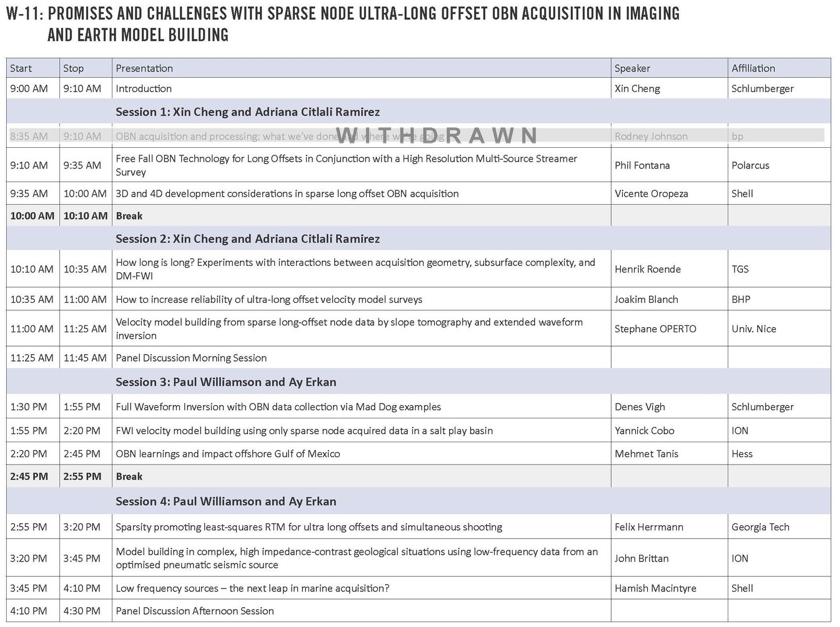 W-11: PROMISES AND CHALLENGES WITH SPARSE NODE ULTRA-LONG OFFSET OBN ACQUISITION IN IMAGING
AND EARTH MODEL BUILDING
Start Stop Presentation Speaker Affiliation
9:00 AM 9:10 AM Introduction Xin Cheng Schlumberger
Session 1: Xin Cheng and Adriana Citlali Ramirez
8:35 AM 9:10 AM OBN acquisition and processing; what we've done Rodney Johnson bp
WITHDRAWN
9:10 AM 9:35 AM Free Fall OBN Technology for Long Offsets in Conjunction with a High Resolution Multi-Source Streamer
Survey Phil Fontana Polarcus
9:35 AM 10:00 AM 3D and 4D development considerations in sparse long offset OBN acquisition Vicente Oropeza Shell
10:00 AM 10:10 AM Break
Session 2: Xin Cheng and Adriana Citlali Ramirez
10:10 AM 10:35 AM How long is long? Experiments with interactions between acquisition geometry, subsurface complexity, and
DM-FWI Henrik Roende TGS
10:35 AM 11:00 AM How to increase reliability of ultra-long offset velocity model surveys Joakim Blanch BHP
11:00 AM 11:25 AM Velocity model building from sparse long-offset node data by slope tomography and extended waveform
inversion Stephane OPERTO Univ. Nice
11:25 AM 11:45 AM Panel Discussion Morning Session
Session 3: Paul Williamson and Ay Erkan
1:30 PM 1:55 PM Full Waveform Inversion with OBN data collection via Mad Dog examples Denes Vigh Schlumberger
1:55 PM 2:20 PM FWI velocity model building using only sparse node acquired data in a salt play basin Yannick Cobo ION
2:20 PM 2:45 PM OBN learnings and impact offshore Gulf of Mexico Mehmet Tanis Hess
2:45 PM 2:55 PM Break
Session 4: Paul Williamson and Ay Erkan
2:55 PM 3:20 PM Sparsity promoting least-squares RTM for ultra long offsets and simultaneous shooting Felix Herrmann Georgia Tech
3:20 PM 3:45 PM Model building in complex, high impedance-contrast geological situations using low-frequency data from an
optimised pneumatic seismic source John Brittan ION
3:45 PM 4:10 PM Low frequency sources – the next leap in marine acquisition? Hamish Macintyre Shell
4:10 PM 4:30 PM Panel Discussion Afternoon Session